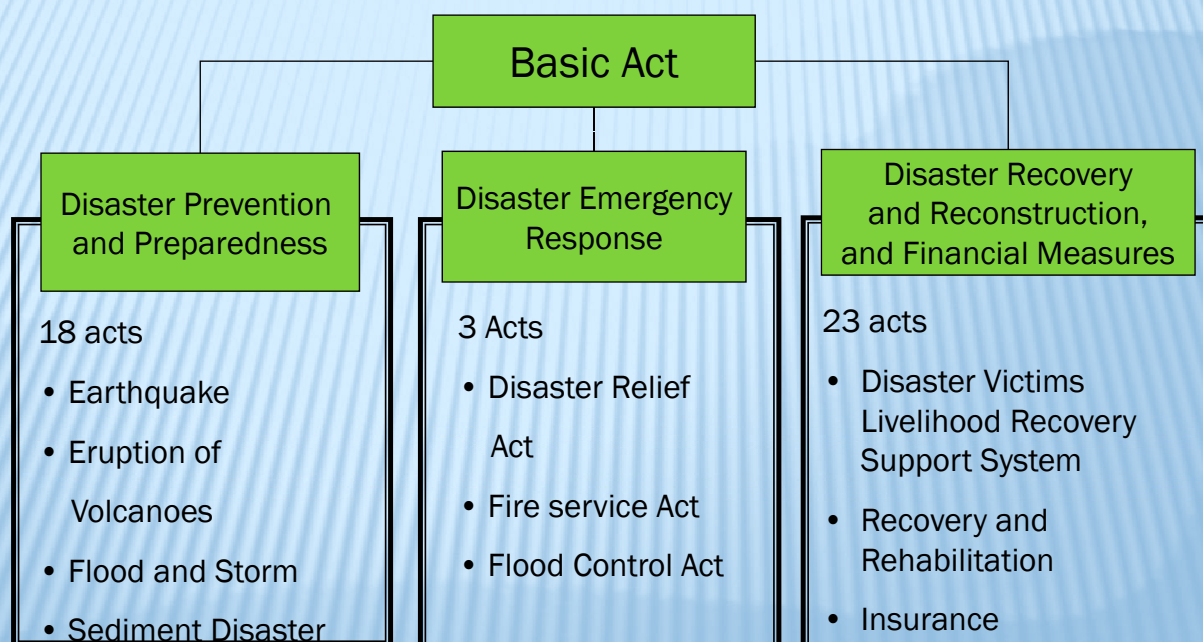 Basic Act
Disaster Prevention
and Preparedness
18 acts
• Earthquake
• Eruption of
Volcanoes
• Flood and Storm
• Sediment Disaster
Disaster Emergency
Response
3 Acts
• Disaster Relief
Act
• Fire service Act
• Flood Control Act
Disaster Recovery
and Reconstruction,
and Financial Measures
23 acts
• Disaster Victims
Livelihood Recovery
Support System
• Recovery and
Rehabilitation
• Insurance